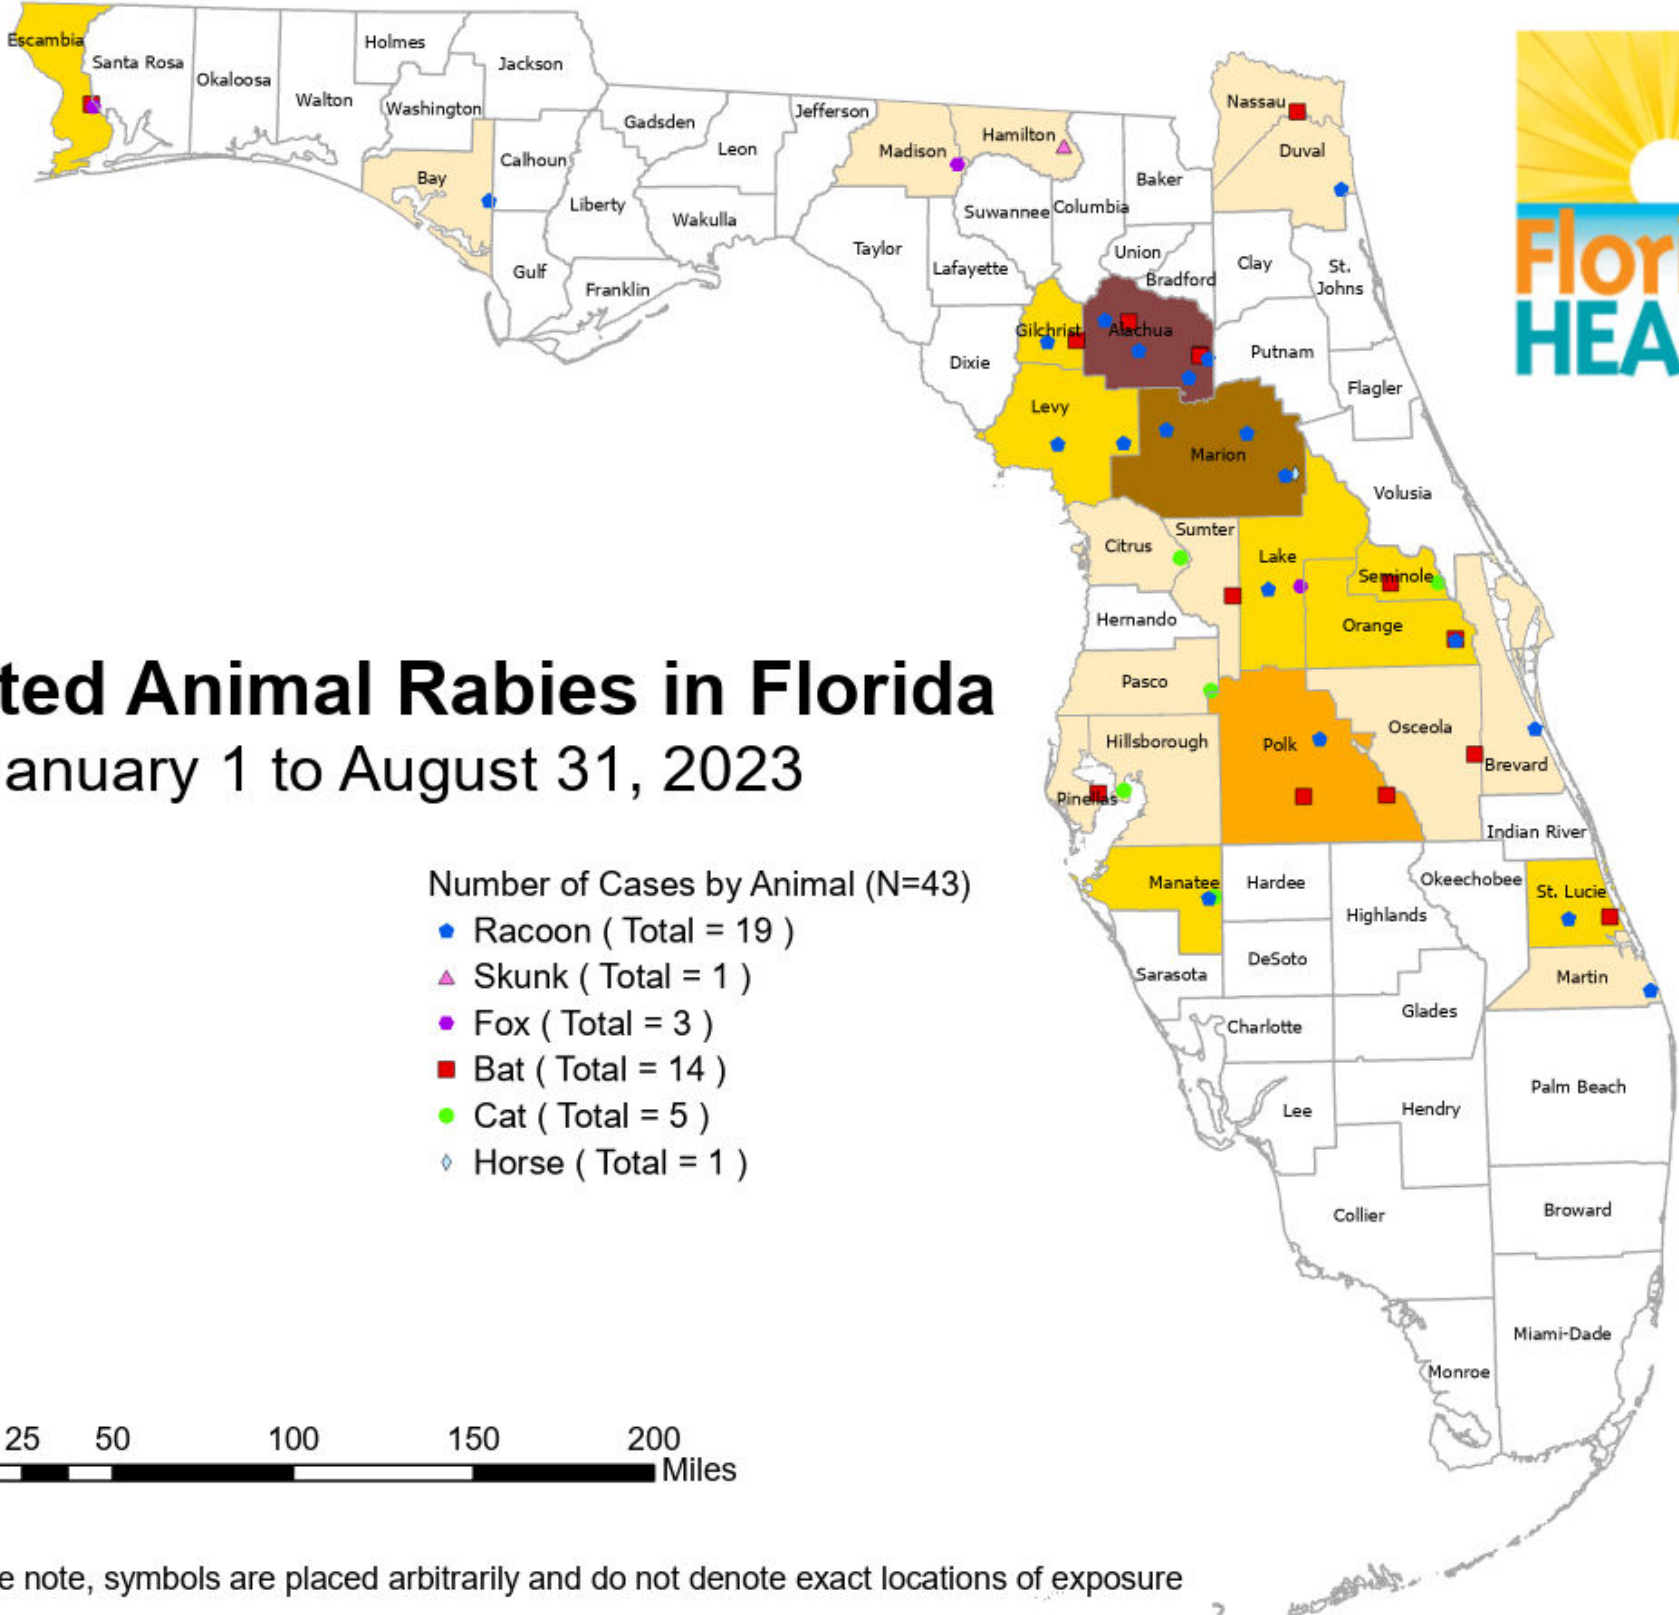 Escambia
Santa Rosa
Okaloosa
Walton
Holmes
Washington
Jackson
Bay
Calhoun
Gulf
Liberty
Gadsden
Franklin
Leon
Wakulla
Jefferson
Madison
Taylor
Hamilton
Suwannee
Lafayette
Dixie
Columbia
Baker
Nassau
Duval
Union
Bradford
Clay
St.
Johns
Gilchrist
Alachua
Putnam
Flagler
Levy
Marion
Volusia
Citrus
Sumter
Lake
Seminole
Hernando
Orange
Pasco
Hillsborough
Polk
Osceola
Brevard
Pinellas
Indian River
Manatee
Hardee
Okeechobee
St. Lucie
Highlands
DeSoto
Sarasota
Martin
Charlotte
Glades
Lee
Hendry
Palm Beach
Collier
Broward
Miami-Dade
Monroe
Flori
HEA
ted Animal Rabies in Florida
anuary 1 to August 31, 2023
Number of Cases by Animal (N=43)
Racoon ( Total = 19 )
Skunk ( Total = 1 )
Fox ( Total = 3 )
Bat ( Total = 14 )
Cat ( Total = 5 )
Horse ( Total = 1 )
25 50 100 150 200
Miles
e note, symbols are placed arbitrarily and do not denote exact locations of exposure